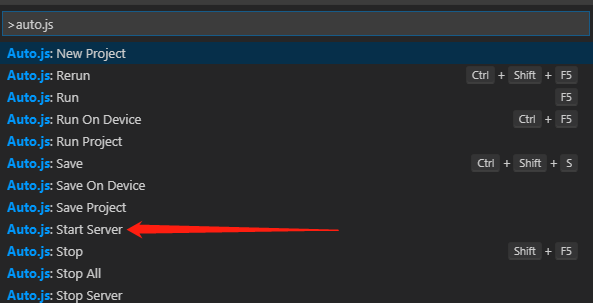 >auto.js
Auto.js: New Project
Auto.js: Rerun Ctrl + Shift + F5
Auto.js: Run F5
Auto.js: Run On Device Ctrl + F5
Auto.js: Run Project
Auto.js: Save Ctrl + Shift + S
Auto.js: Save On Device
Auto.js: Save Project
Auto.js: Start Server
Auto.js: Stop Shift + F5
Auto.js: Stop All
Auto.js: Stop Server